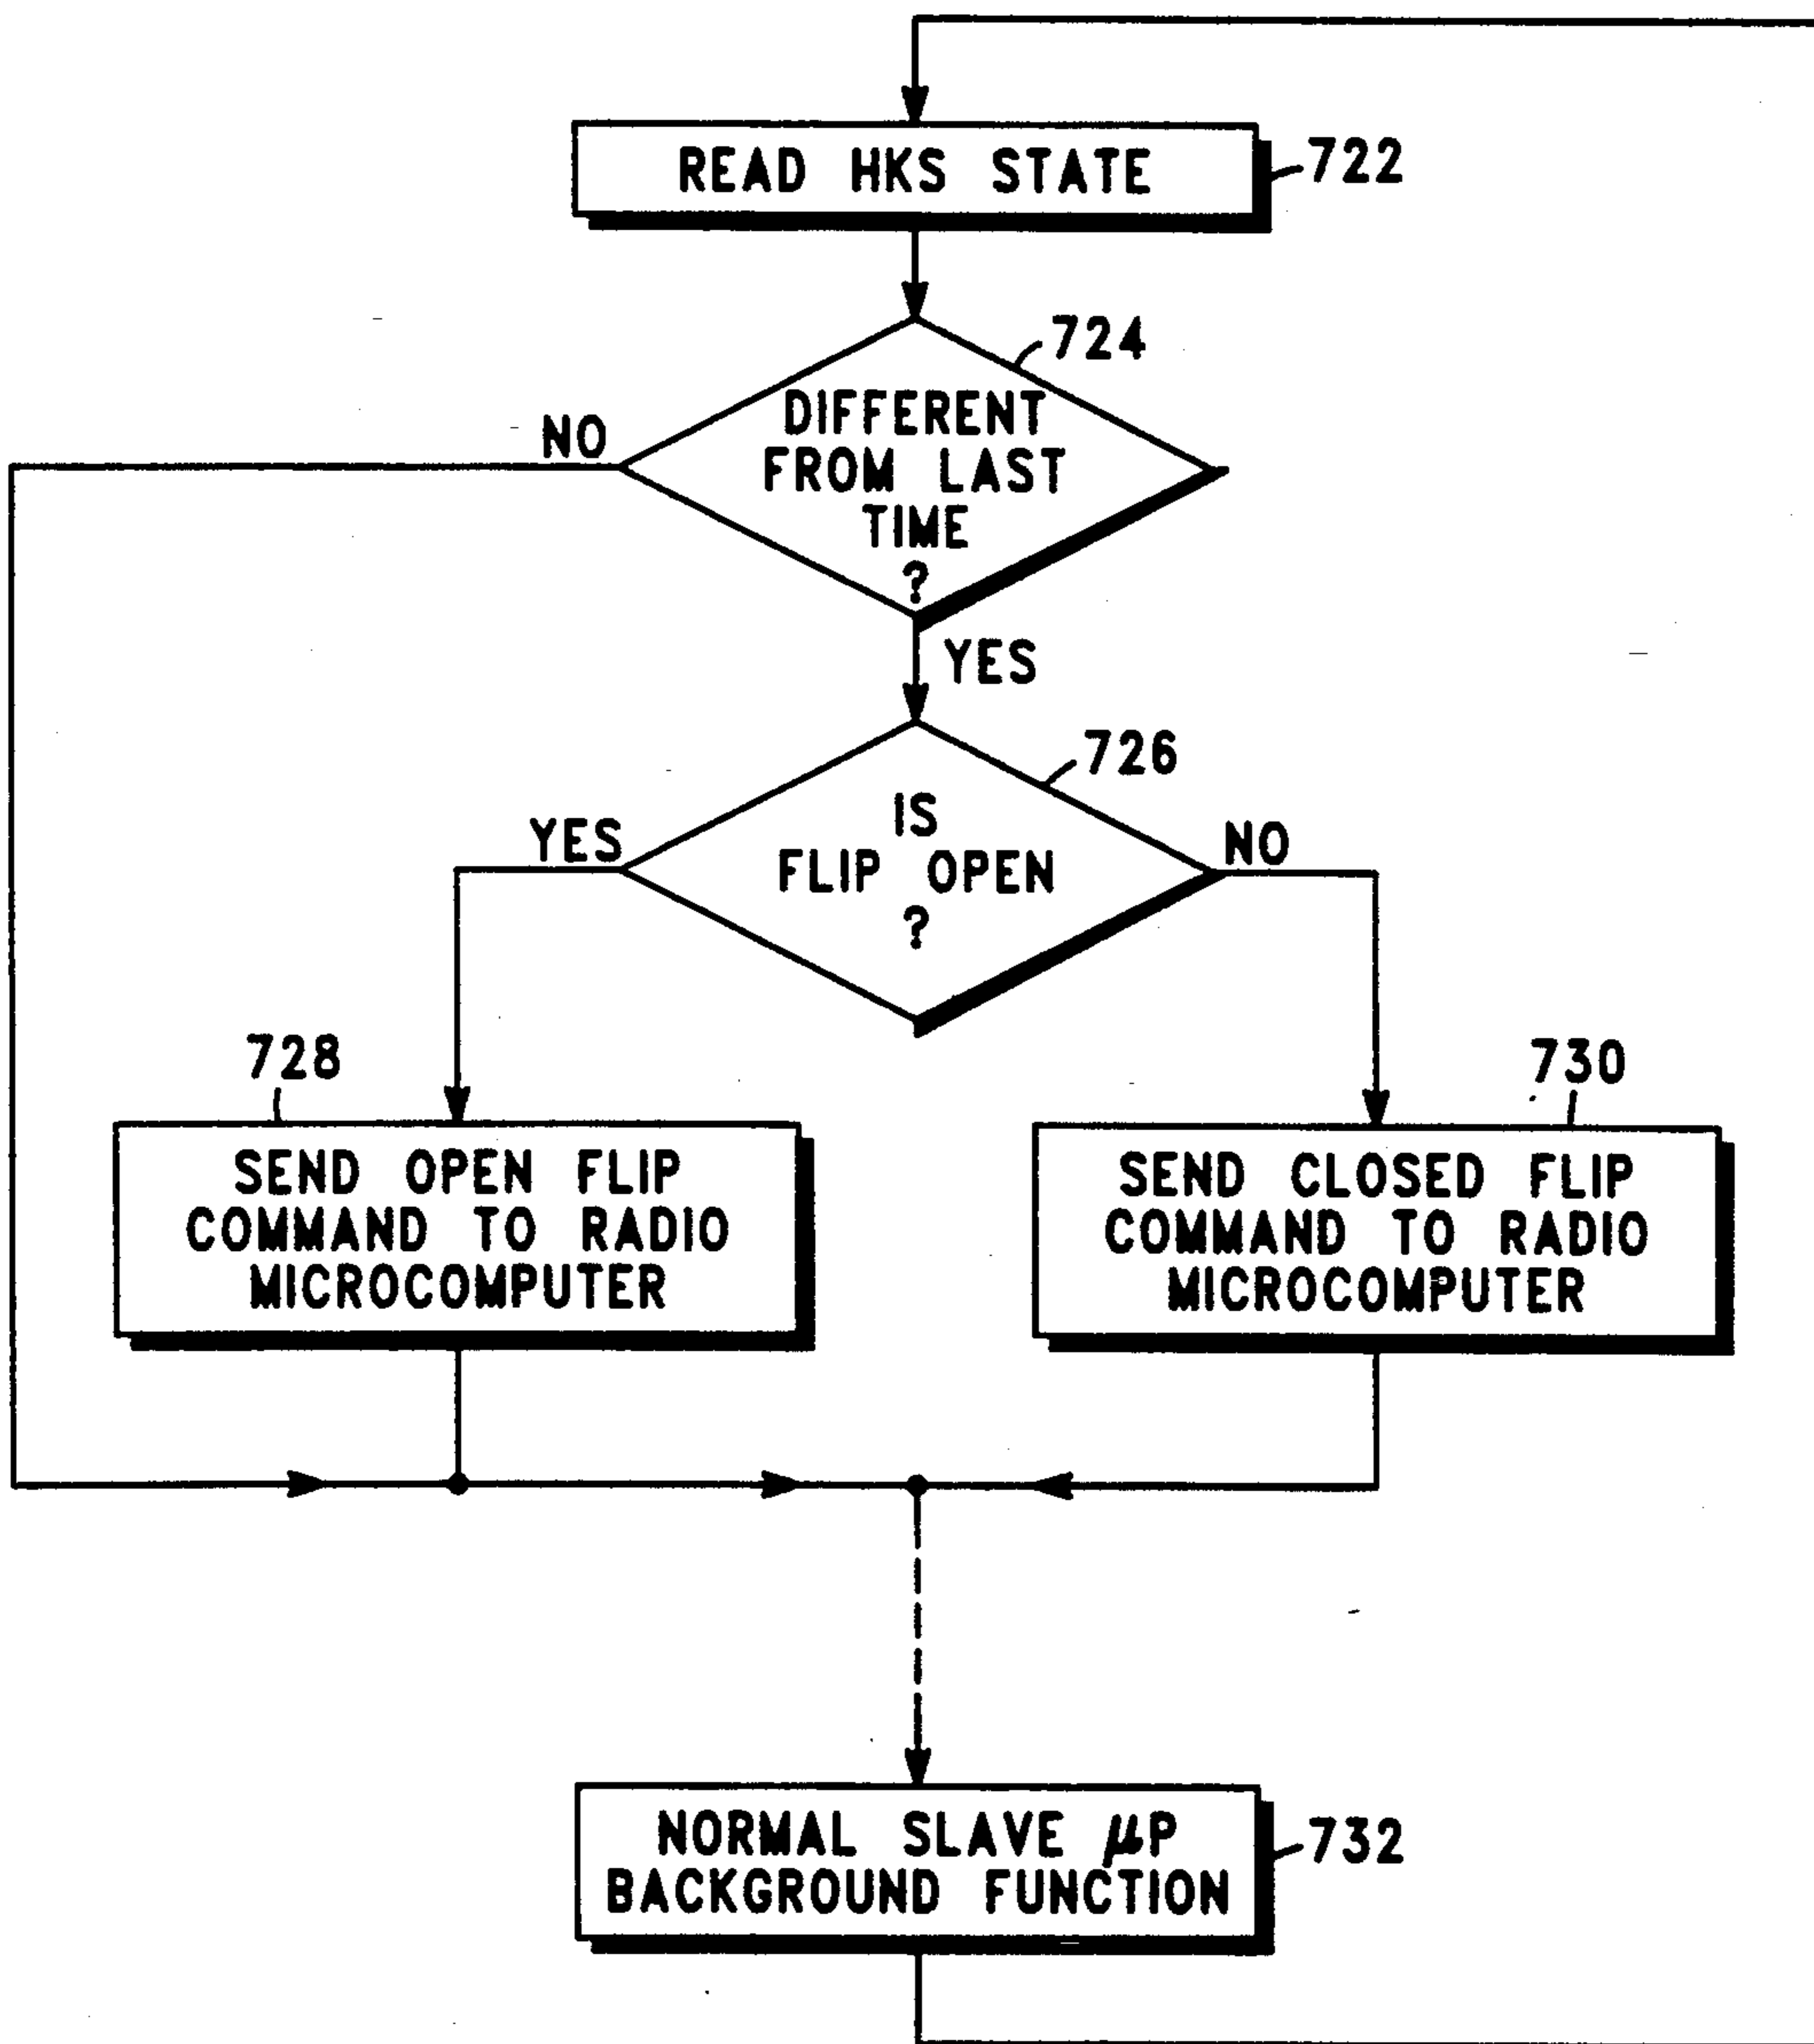 READ HKS STATE
722
724
DIFFERENT
FROM LAST
TIME
?
NO
YES
726
IS
FLIP OPEN
?
YES
NO
728
730
SEND OPEN FLIP
COMMAND TO RADIO
MICROCOMPUTER
SEND CLOSED FLIP
COMMAND TO RADIO
MICROCOMPUTER
NORMAL SLAVE μP
BACKGROUND FUNCTION
732